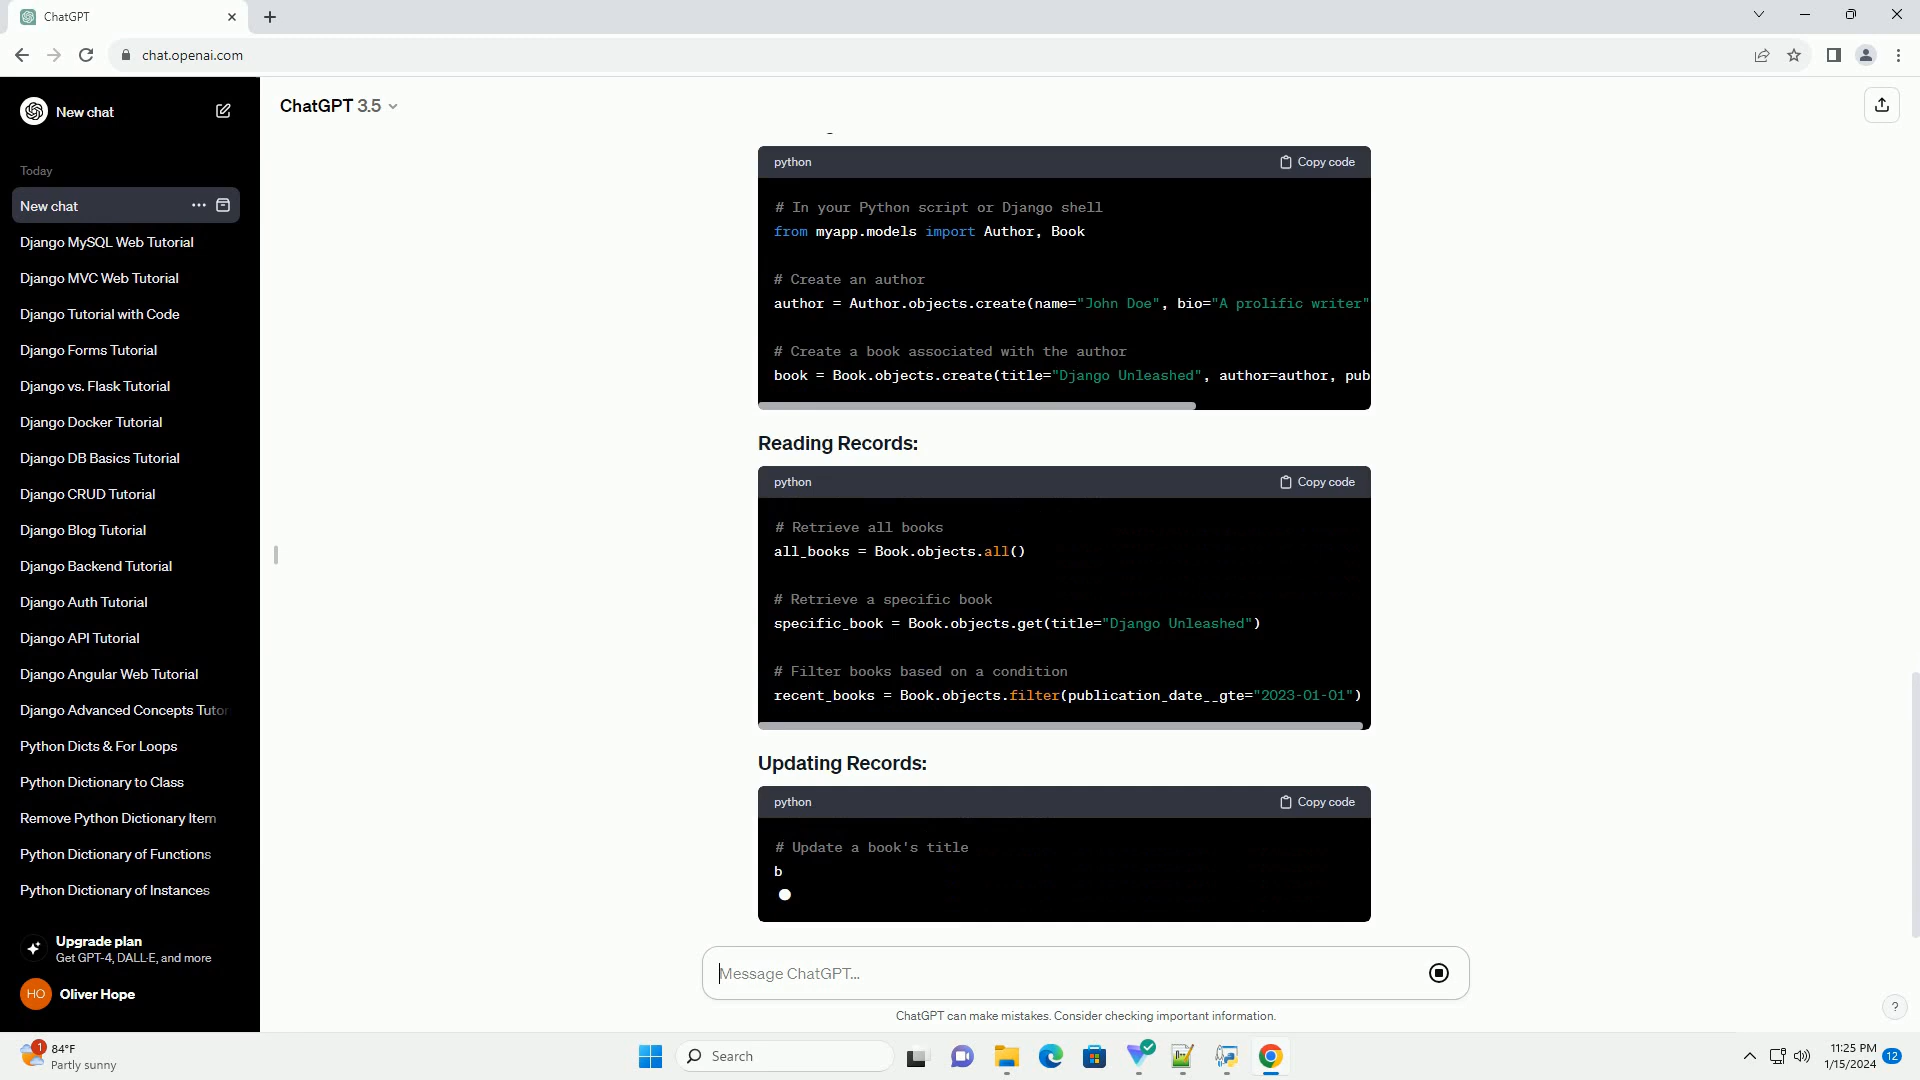 ChatGPT
chat.openai.com
New chat
Today
New chat
Django MySQL Web Tutorial
Django MVC Web Tutorial
Django Tutorial with Code
Django Forms Tutorial
Django vs. Flask Tutorial
Django Docker Tutorial
Django DB Basics Tutorial
Django CRUD Tutorial
Django Blog Tutorial
Django Backend Tutorial
Django Auth Tutorial
Django API Tutorial
Django Angular Web Tutorial
Django Advanced Concepts Tutor
Python Dicts & For Loops
Python Dictionary to Class
Remove Python Dictionary Item
Python Dictionary of Functions
Python Dictionary of Instances
Upgrade plan
Get GPT-4, DALL·E, and more
HO Oliver Hope
ChatGPT 3.5
python Copy code
# In your Python script or Django shell
from myapp.models import Author, Book
# Create an author
author = Author.objects.create(name="John Doe", bio="A prolific writer"
# Create a book associated with the author
book = Book.objects.create(title="Django Unleashed", author=author, pub
Reading Records:
python Copy code
# Retrieve all books
all_books = Book.objects.all()
# Retrieve a specific book
specific_book = Book.objects.get(title="Django Unleashed")
# Filter books based on a condition
recent_books = Book.objects.filter(publication_date__gte="2023-01-01")
Updating Records:
python Copy code
# Update a book's title
b
Message ChatGPT...
ChatGPT can make mistakes. Consider checking important information.
?
1
84°F
Partly sunny
Search
11:25 PM
1/15/2024
12